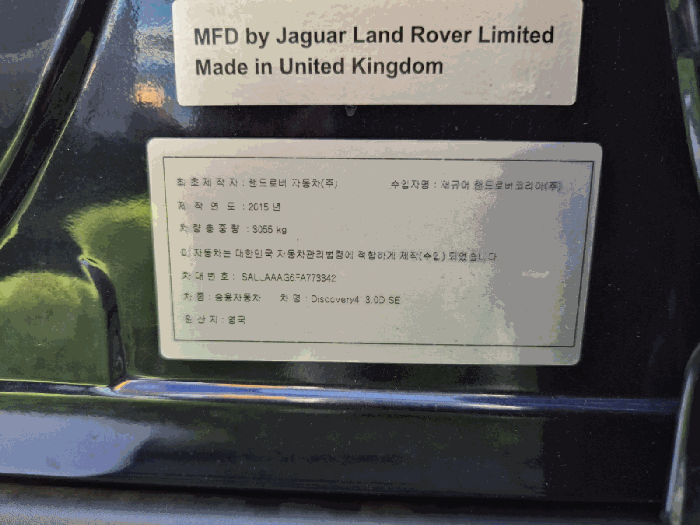 MFD by Jaguar Land Rover Limited
Made in United Kingdom
최 초 제 작 자 : 랜드로버 자동차(주) 수입자명 : 재규어 랜드로버코리아(주)
제 작 연 도 : 2015 년
차 량 총 중 량 : 3055 kg
이 자동차는 대한민국 자동차관리법령에 적합하게 제작(수입) 되었습니다
차 대 번 호 : SALLAAAG6FA773342
차 종 : 승용자동차 차 명 : Discovery4 3.0D SE
원 산 지 : 영국